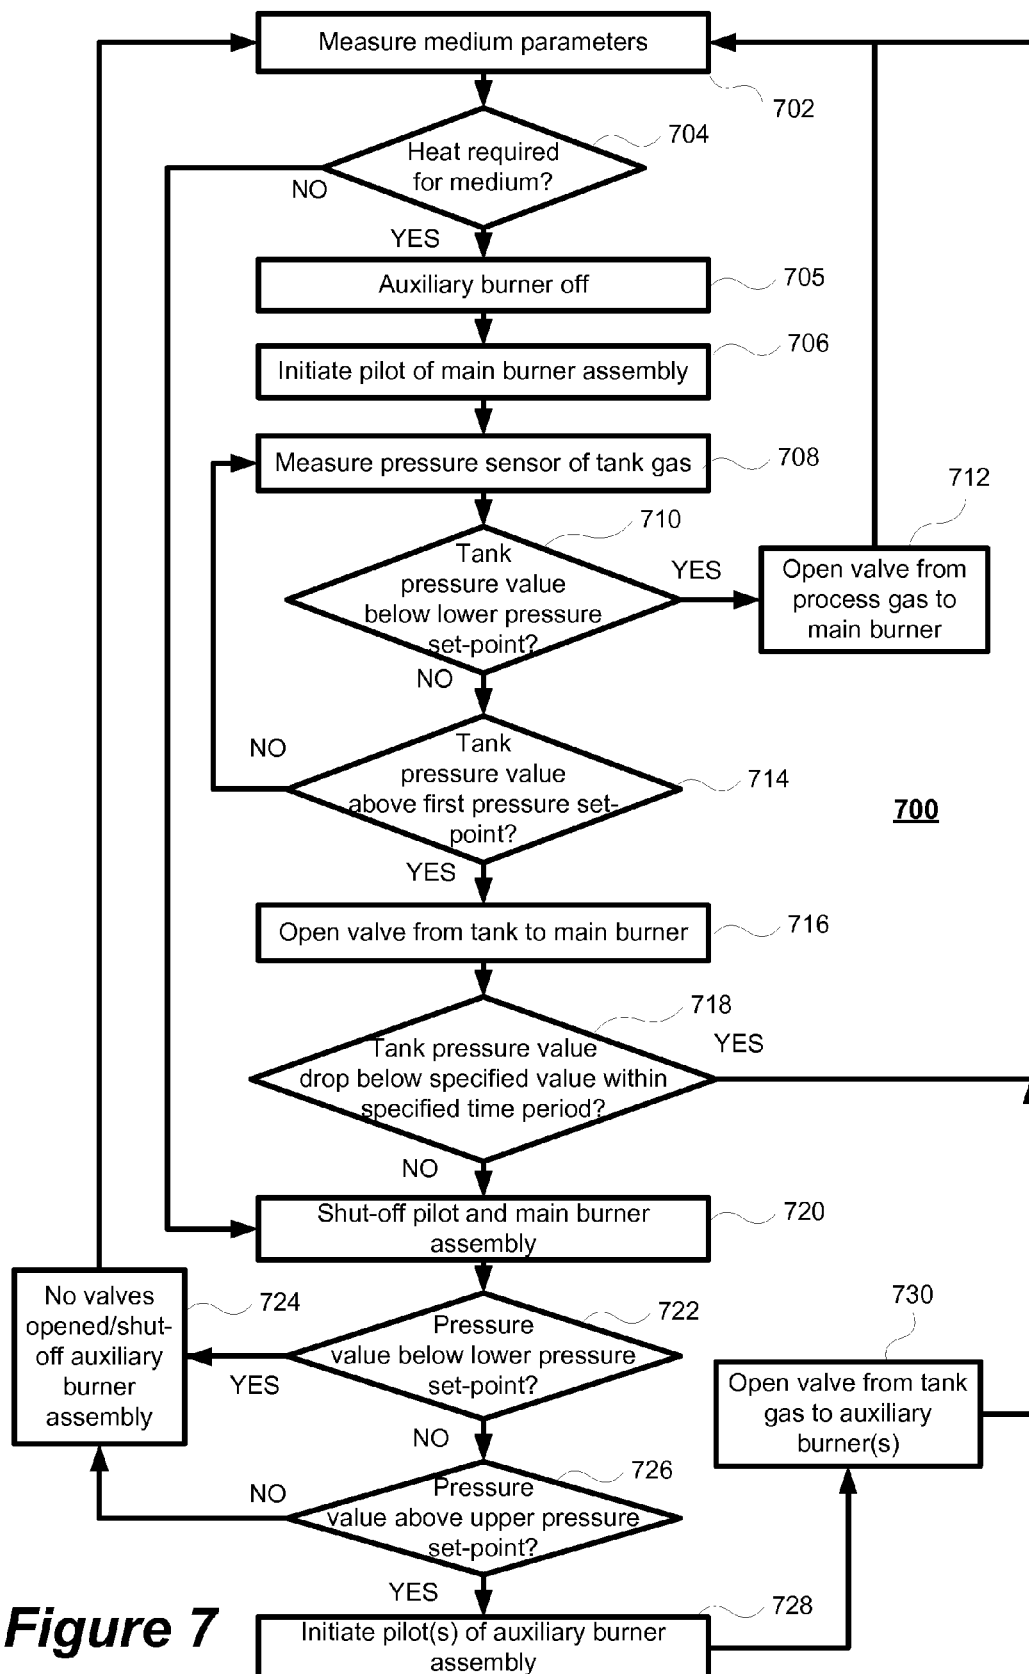 Measure medium parameters
702
704
Heat required
for medium?
NO
YES
Auxiliary burner off
705
706
Initiate pilot of main burner assembly
Measure pressure sensor of tank gas
708
712
710
Tank
pressure value
below lower pressure
set-point?
YES
Open valve from
process gas to
main burner
NO
NO
Tank
pressure value
above first pressure set-
point?
714
700
YES
Open valve from tank to main burner
716
718
YES
Tank pressure value
drop below specified value within
specified time period?
NO
Shut-off pilot and main burner
assembly
720
No valves
opened/shut-
off auxiliary
burner
assembly
724
722
730
Pressure
value below lower pressure
set-point?
YES
Open valve from tank
gas to auxiliary
burner(s)
NO
726
NO
Pressure
value above upper pressure
set-point?
YES
728
Figure 7
Initiate pilot(s) of auxiliary burner
assembly